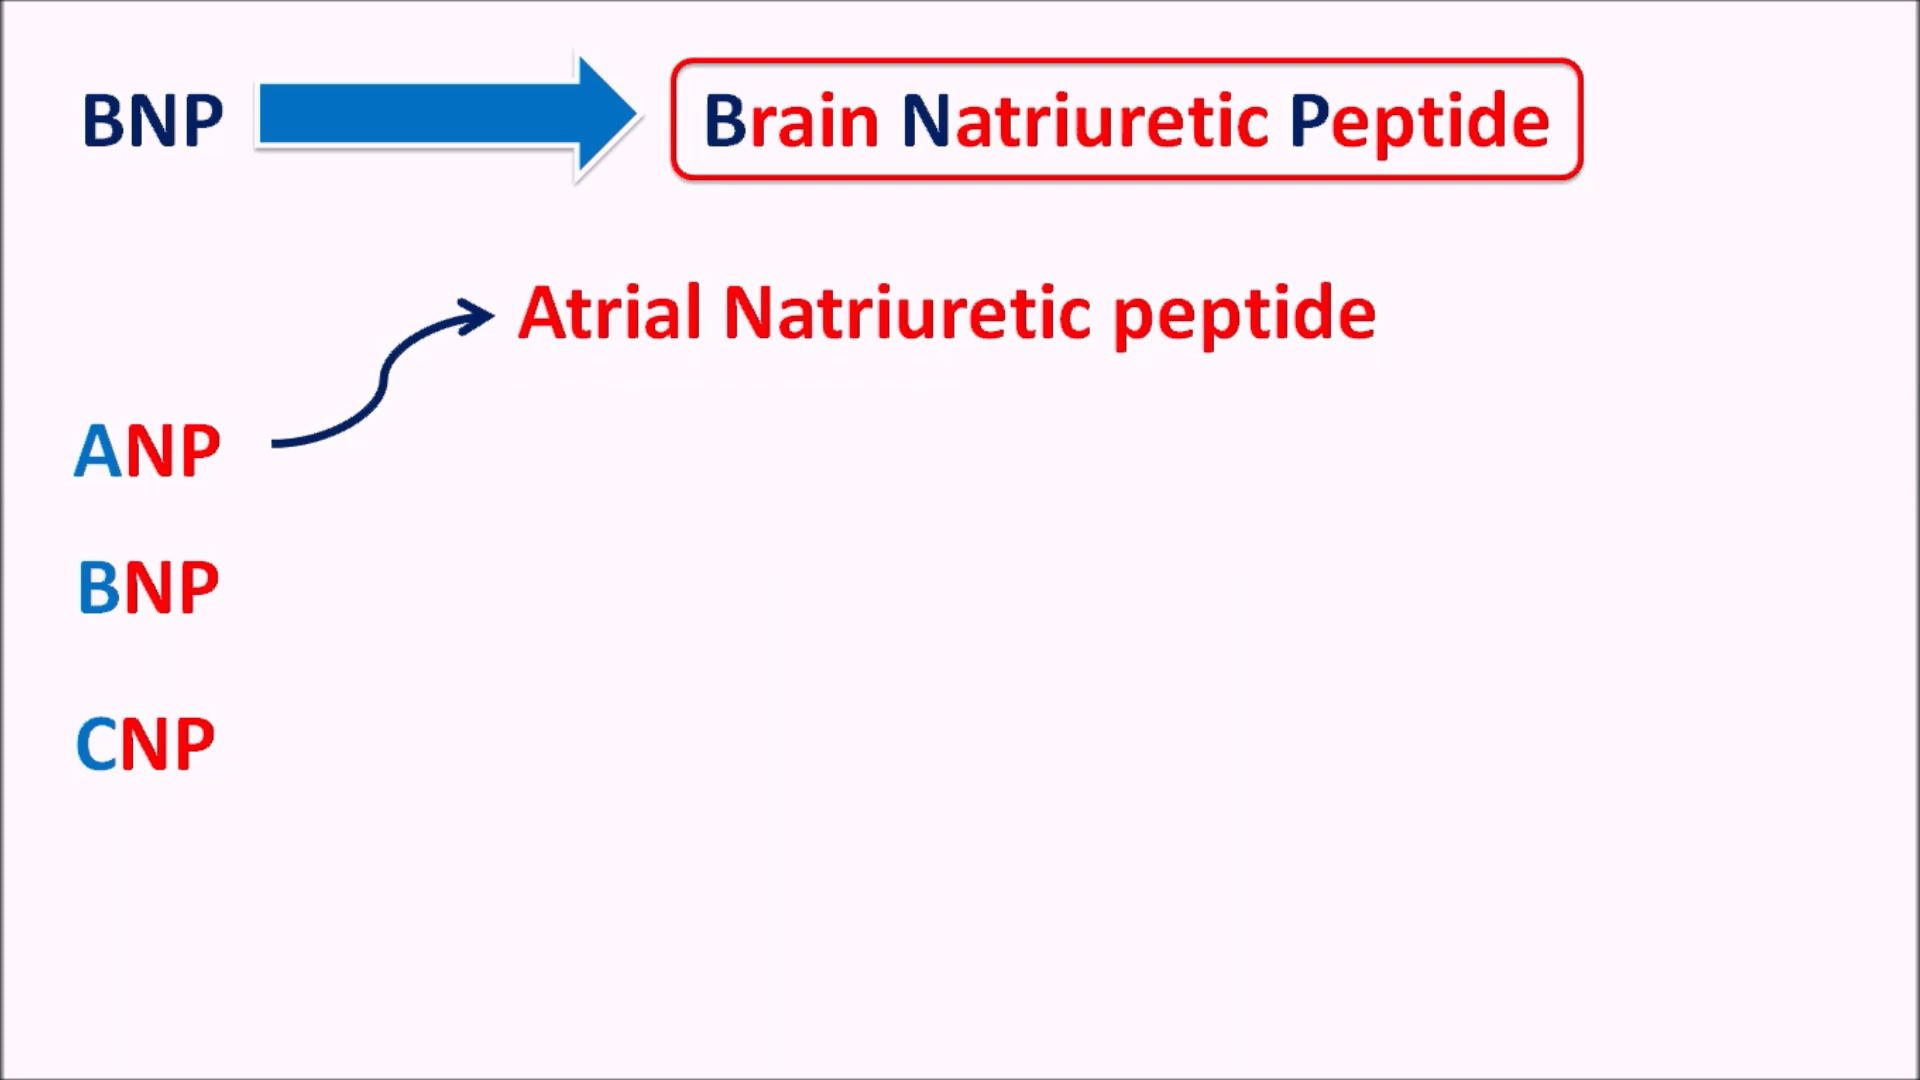 BNP Brain Natriuretic Peptide
Atrial Natriuretic peptide
ANP
BNP
CNP